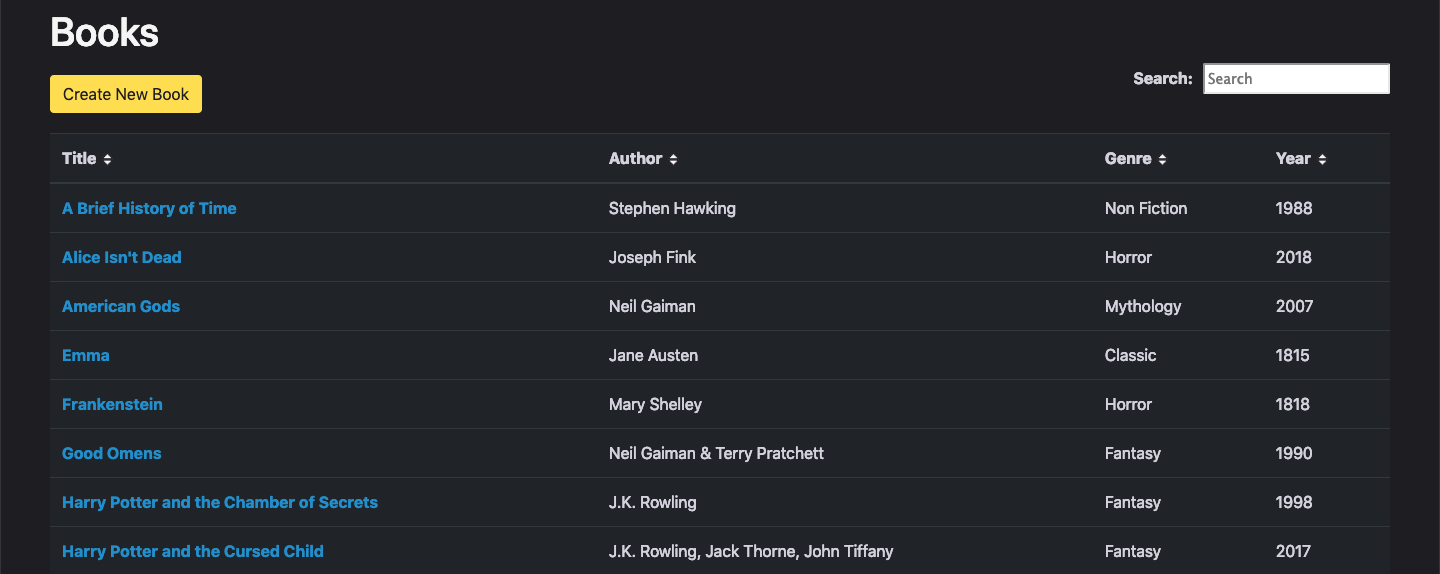 Books
Create New Book
Search: Search
Title Author Genre Year
A Brief History of Time Stephen Hawking Non Fiction 1988
Alice Isn't Dead Joseph Fink Horror 2018
American Gods Neil Gaiman Mythology 2007
Emma Jane Austen Classic 1815
Frankenstein Mary Shelley Horror 1818
Good Omens Neil Gaiman & Terry Pratchett Fantasy 1990
Harry Potter and the Chamber of Secrets J.K. Rowling Fantasy 1998
Harry Potter and the Cursed Child J.K. Rowling, Jack Thorne, John Tiffany Fantasy 2017